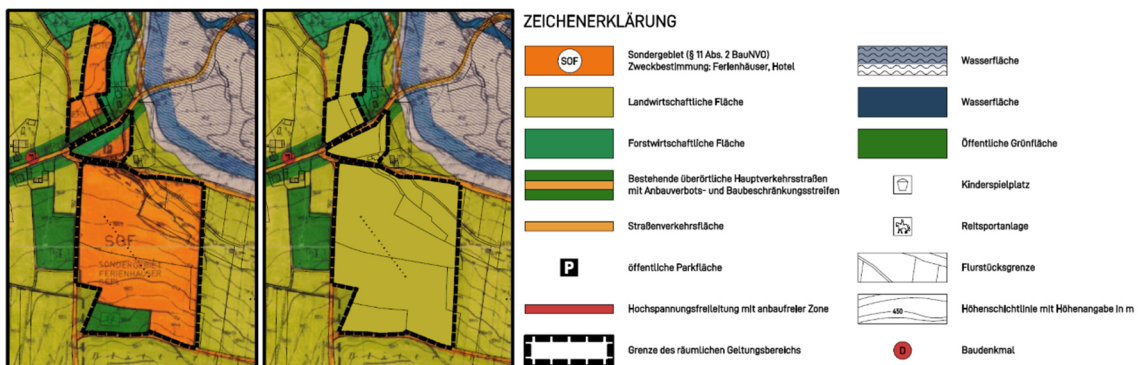 ZEICHENERKLÄRUNG
SOF
Sondergebiet (§ 11 Abs. 2 BauNVO)
Zweckbestimmung: Ferienhäuser, Hotel
Landwirtschaftliche Fläche
Forstwirtschaftliche Fläche
Bestehende überörtliche Hauptverkehrsstraßen
mit Anbauverbots- und Baubeschränkungsstreifen
Straßenverkehrsfläche
P
öffentliche Parkfläche
Hochspannungsfreileitung mit anbaufreier Zone
Grenze des räumlichen Geltungsbereichs
Wasserfläche
Wasserfläche
Öffentliche Grünfläche
Kinderspielplatz
Reitsportanlage
Flurstücksgrenze
450
Höhenschichtlinie mit Höhenangabe in m
D
Baudenkmal
SOF
SONDERGEBIET
FERIENHÄUSER